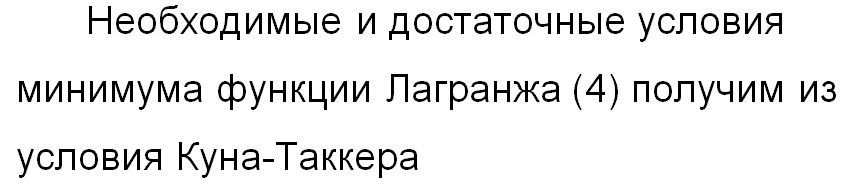 Необходимые и достаточные условия
минимума функции Лагранжа (4) получим из
условия Куна-Таккера